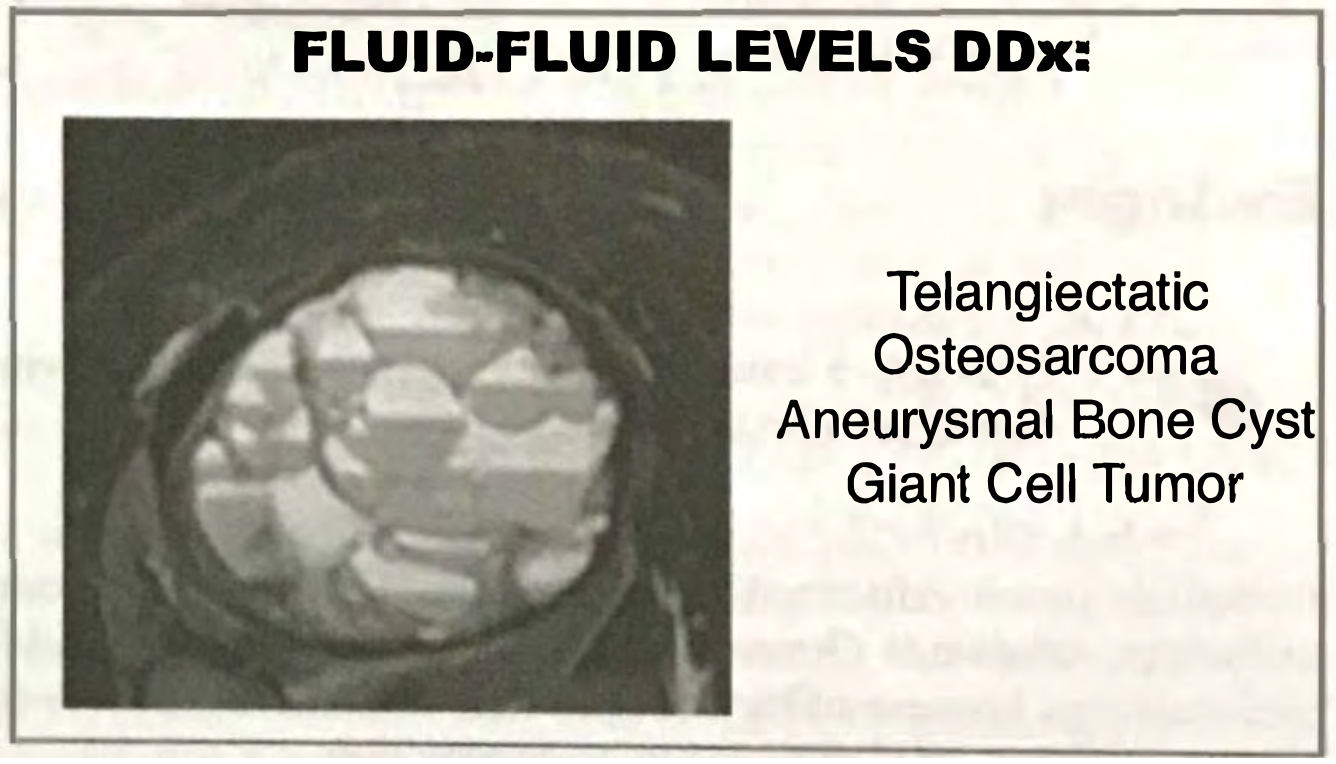 FLUID-FLUID LEVELS DDx:
Telangiectatic
Osteosarcoma
Aneurysmal Bone Cyst
Giant Cell Tumor